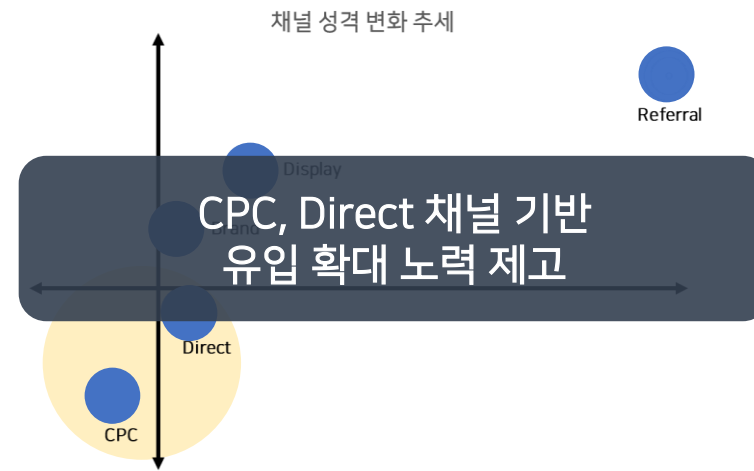 채널 성격 변화 추세
Referral
Display
Brand
CPC, Direct 채널 기반
유입 확대 노력 제고
Direct
CPC